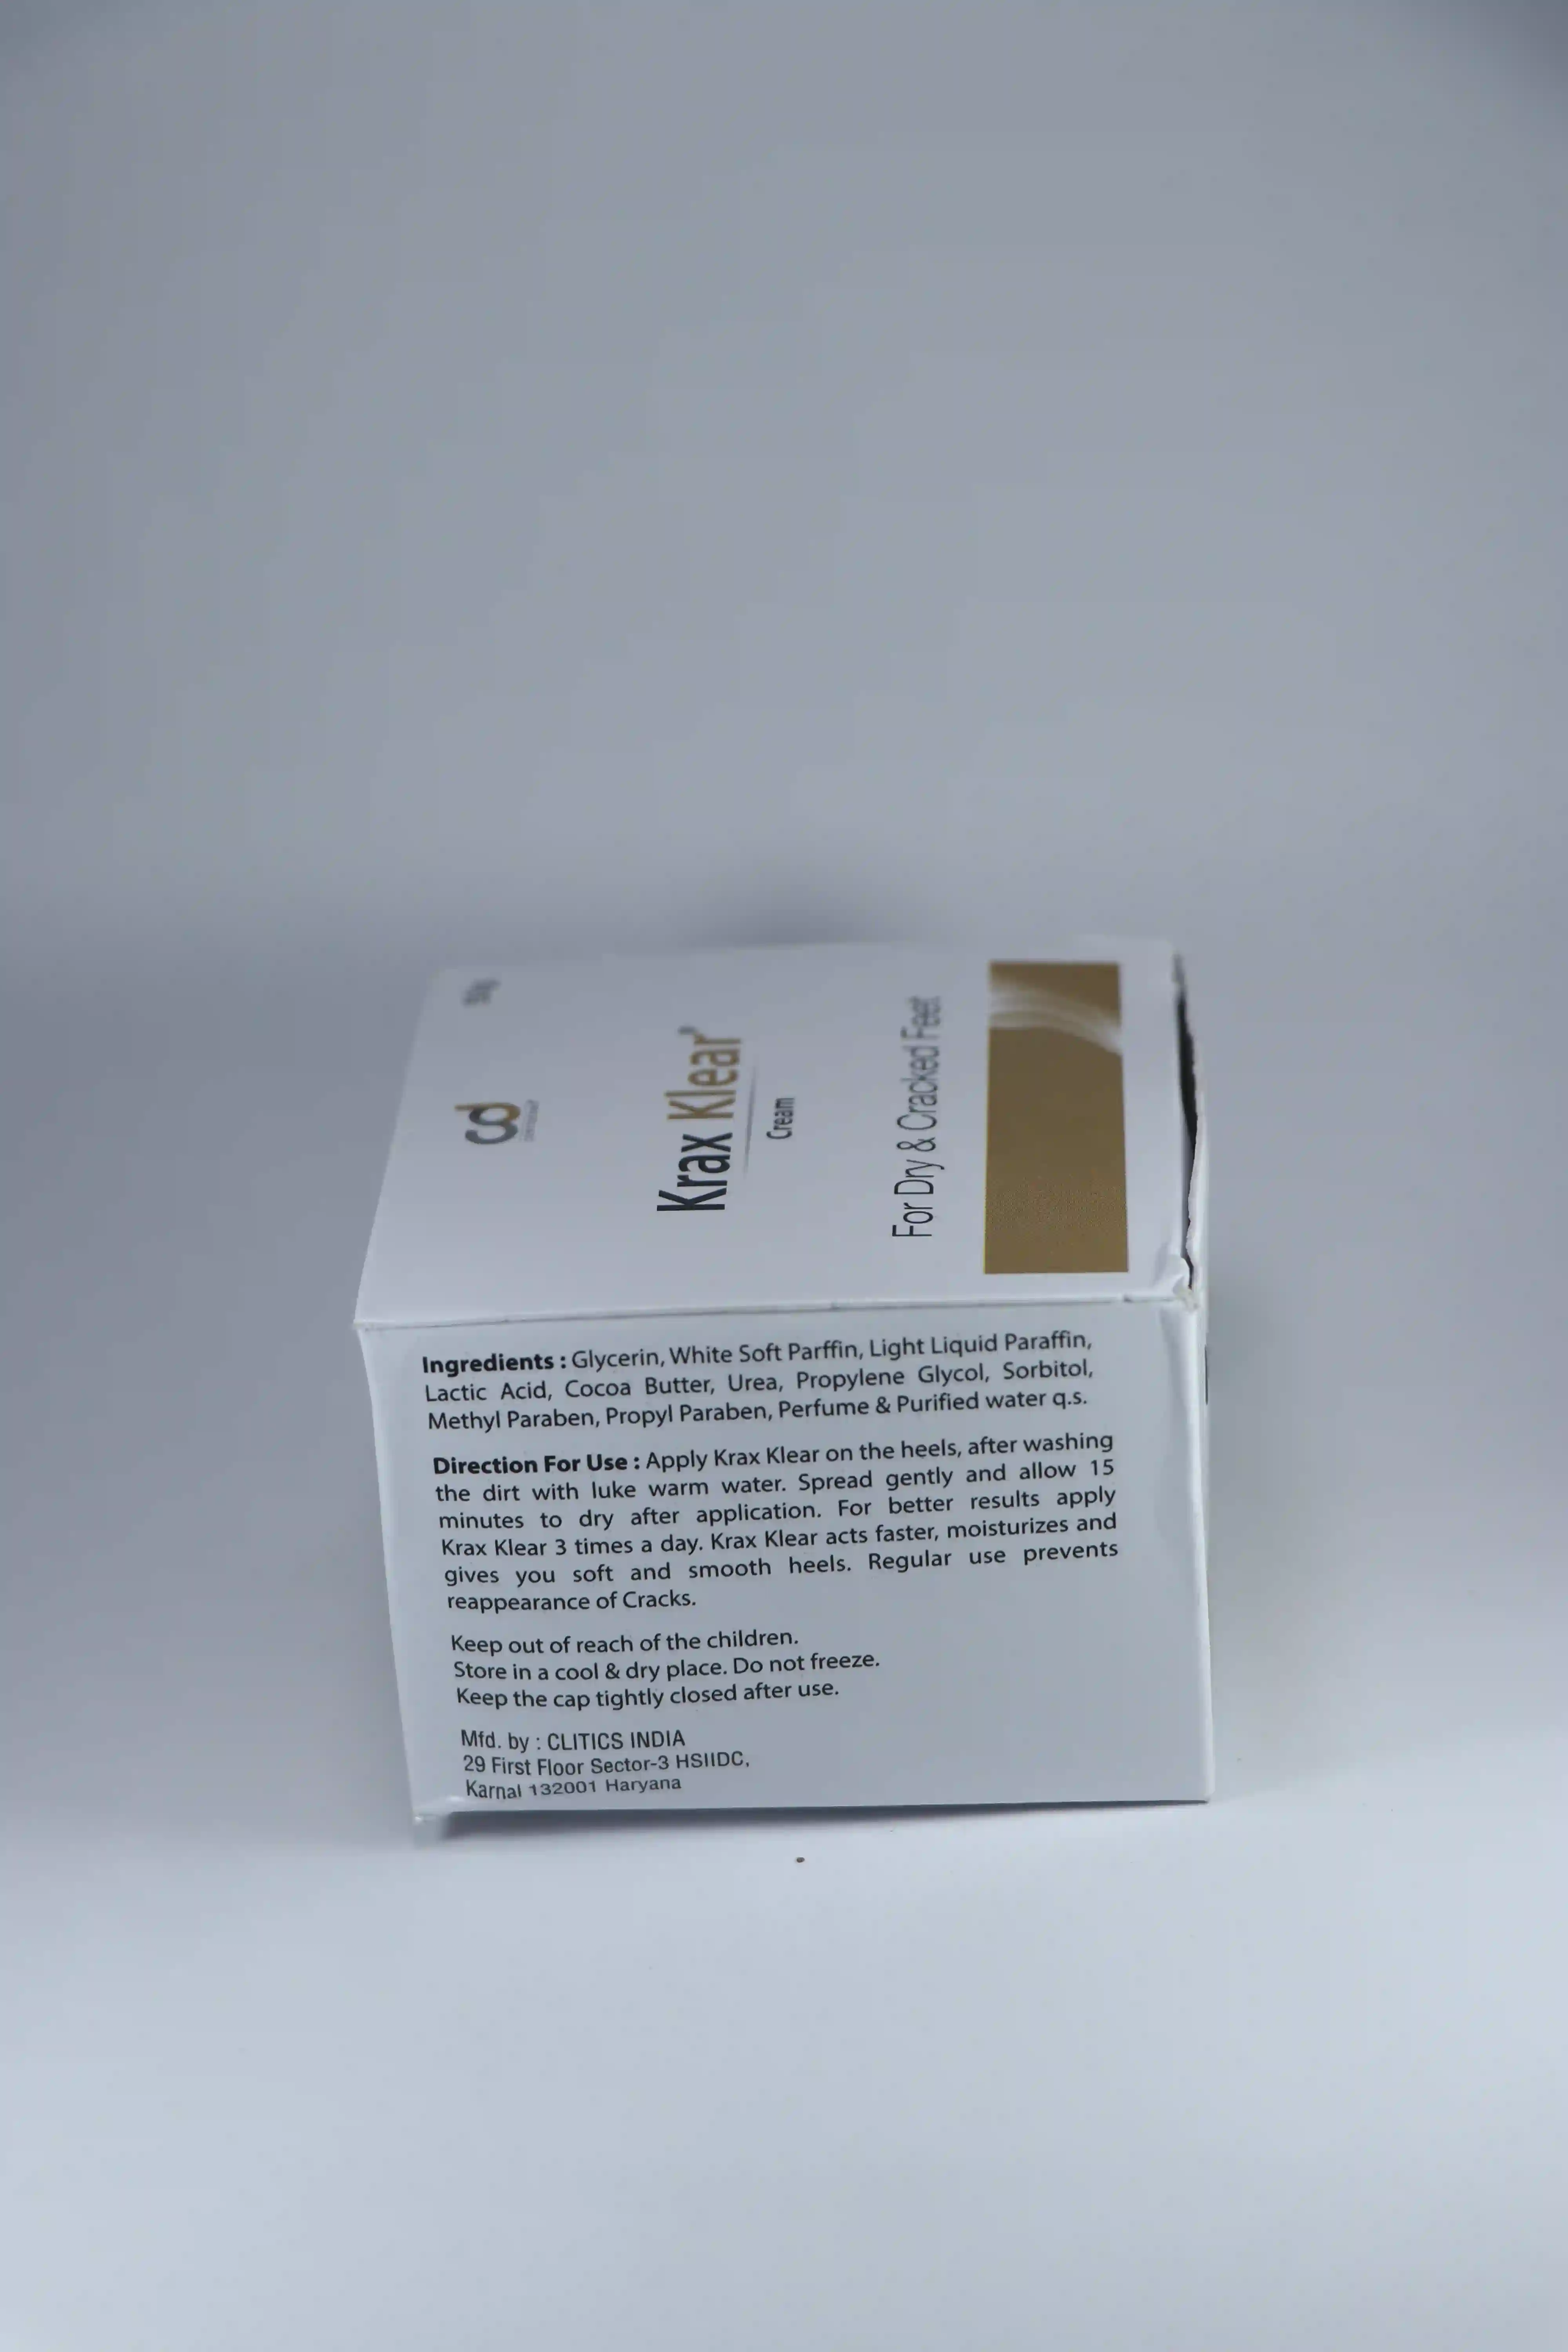 cd
Krax Klear®
Cream
For Dry & Cracked Feet
Ingredients : Glycerin, White Soft Parffin, Light Liquid Paraffin,
Lactic Acid, Cocoa Butter, Urea, Propylene Glycol, Sorbitol,
Methyl Paraben, Propyl Paraben, Perfume & Purified water q.s.
Direction For Use : Apply Krax Klear on the heels, after washing
the dirt with luke warm water. Spread gently and allow 15
minutes to dry after application. For better results apply
Krax Klear 3 times a day. Krax Klear acts faster, moisturizes and
gives you soft and smooth heels. Regular use prevents
reappearance of Cracks.
Keep out of reach of the children.
Store in a cool & dry place. Do not freeze.
Keep the cap tightly closed after use.
Mfd. by : CLITICS INDIA
29 First Floor Sector-3 HSIIDC,
Karnal 132001 Haryana